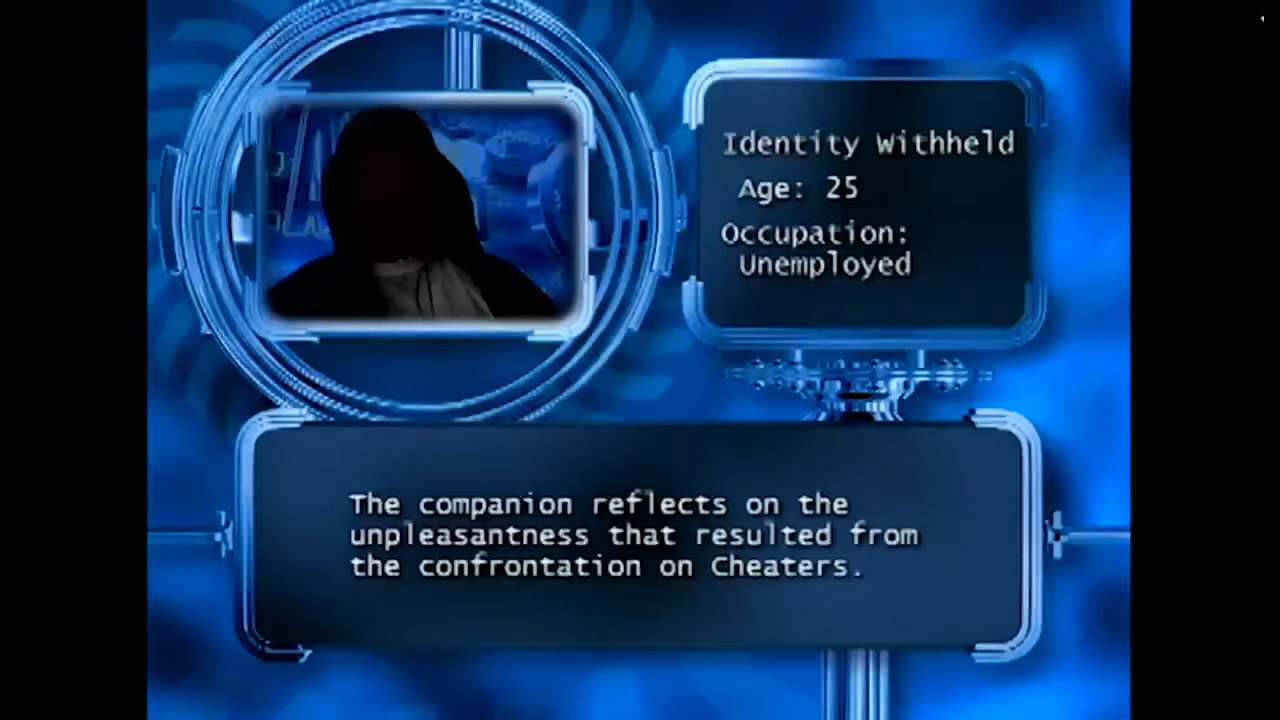 Identity Withheld
Age: 25
Occupation:
Unemployed
The companion reflects on the
unpleasantness that resulted from
the confrontation on Cheaters.